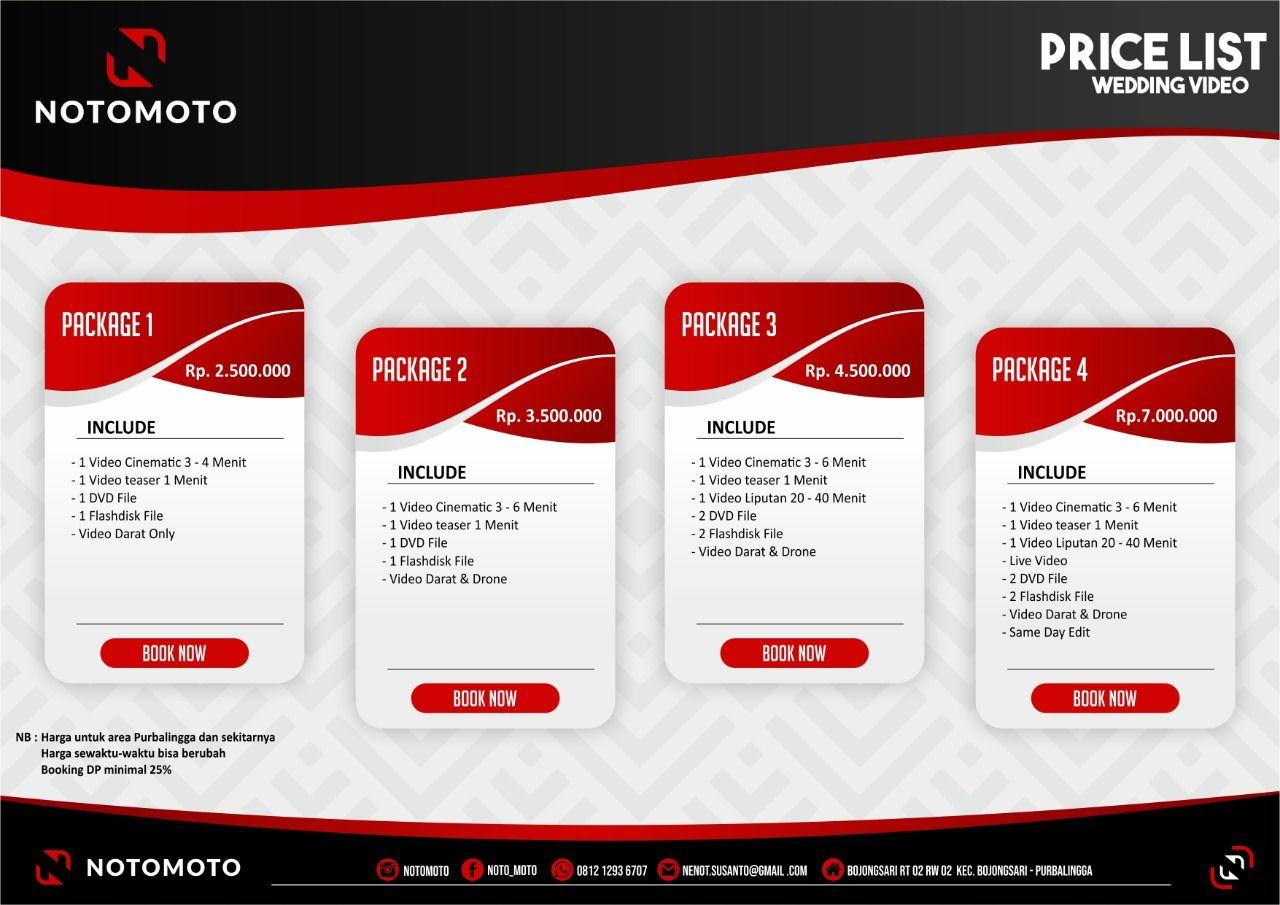 NOTOMOTO
PRICE LIST
WEDDING VIDEO
PACKAGE 1
Rp. 2.500.000
INCLUDE
- 1 Video Cinematic 3 - 4 Menit
- 1 Video teaser 1 Menit
- 1 DVD File
- 1 Flashdisk File
- Video Darat Only
BOOK NOW
PACKAGE 2
Rp. 3.500.000
INCLUDE
- 1 Video Cinematic 3 - 6 Menit
- 1 Video teaser 1 Menit
- 1 DVD File
- 1 Flashdisk File
- Video Darat & Drone
BOOK NOW
PACKAGE 3
Rp. 4.500.000
INCLUDE
- 1 Video Cinematic 3 - 6 Menit
- 1 Video teaser 1 Menit
- 1 Video Liputan 20 - 40 Menit
- 2 DVD File
- 2 Flashdisk File
- Video Darat & Drone
BOOK NOW
PACKAGE 4
Rp.7.000.000
INCLUDE
- 1 Video Cinematic 3 - 6 Menit
- 1 Video teaser 1 Menit
- 1 Video Liputan 20 - 40 Menit
- Live Video
- 2 DVD File
- 2 Flashdisk File
- Video Darat & Drone
- Same Day Edit
BOOK NOW
NB : Harga untuk area Purbalingga dan sekitarnya
Harga sewaktu-waktu bisa berubah
Booking DP minimal 25%
NOTOMOTO
NOTOMOTO NOTO_MOTO 0812 1293 6707 NENOT.SUSANTO@GMAIL .COM BOJONGSARI RT 02 RW 02 KEC. BOJONGSARI - PURBALINGGA